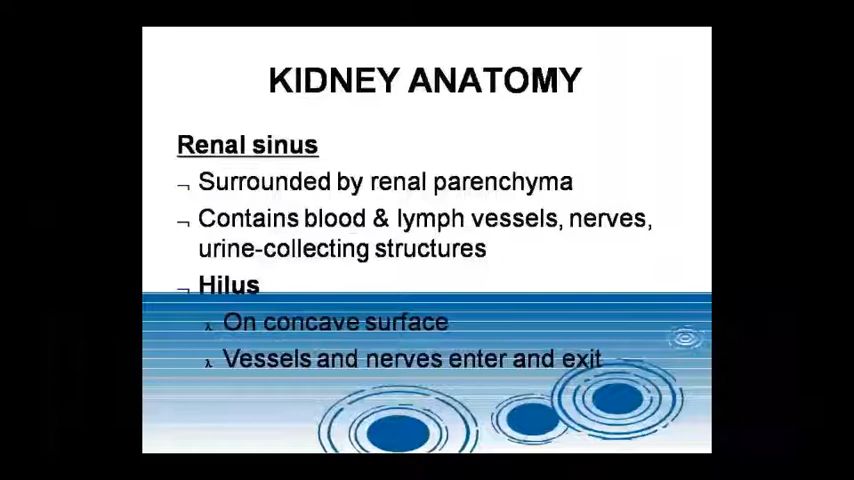 KIDNEY ANATOMY
Renal sinus
¬ Surrounded by renal parenchyma
¬ Contains blood & lymph vessels, nerves,
urine-collecting structures
¬ Hilus
λ On concave surface
λ Vessels and nerves enter and exit